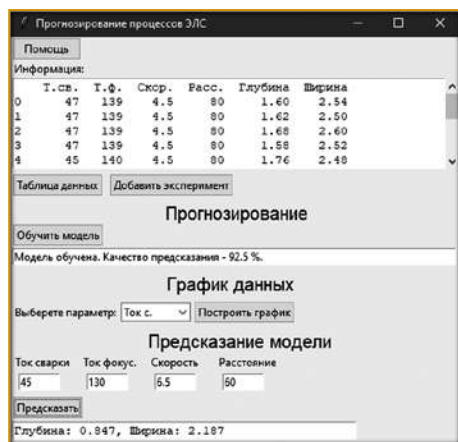 Прогнозирование процессов ЭЛС
Помощь
Информация:
Т.св. Т.ф. Скор. Расс. Глубина Ширина
0 47 139 4.5 80 1.60 2.54
1 47 139 4.5 80 1.62 2.50
2 47 139 4.5 80 1.68 2.60
3 47 139 4.5 80 1.58 2.52
4 45 140 4.5 80 1.76 2.48
Таблица данных Добавить эксперимент
Прогнозирование
Обучить модель
Модель обучена. Качество предсказания - 92.5 %.
График данных
Выберете параметр: Ток с. Построить график
Предсказание модели
Ток сварки Ток фокус. Скорость Расстояние
45 130 6.5 60
Предсказать
Глубина: 0.847, Ширина: 2.187